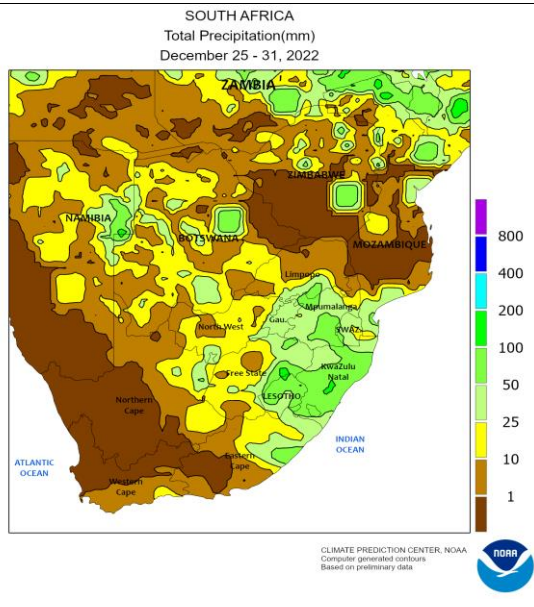 SOUTH AFRICA
Total Precipitation(mm)
December 25 - 31, 2022
ZAMBIA
ZIMBABWE
NAMIBIA
BOTSWANA
MOZAMBIQUE
Limpopo
Mpumalanga
Gau.
North West
SWAZ.
Free State
Kwazulu
Natal
LESOTHO
Northern
Cape
Eastern
Cape
Western
Cape
ATLANTIC
OCEAN
INDIAN
OCEAN
800
400
200
100
50
25
10
1
CLIMATE PREDICTION CENTER, NOAA
Computer generated contours
Based on preliminary data
NOAA